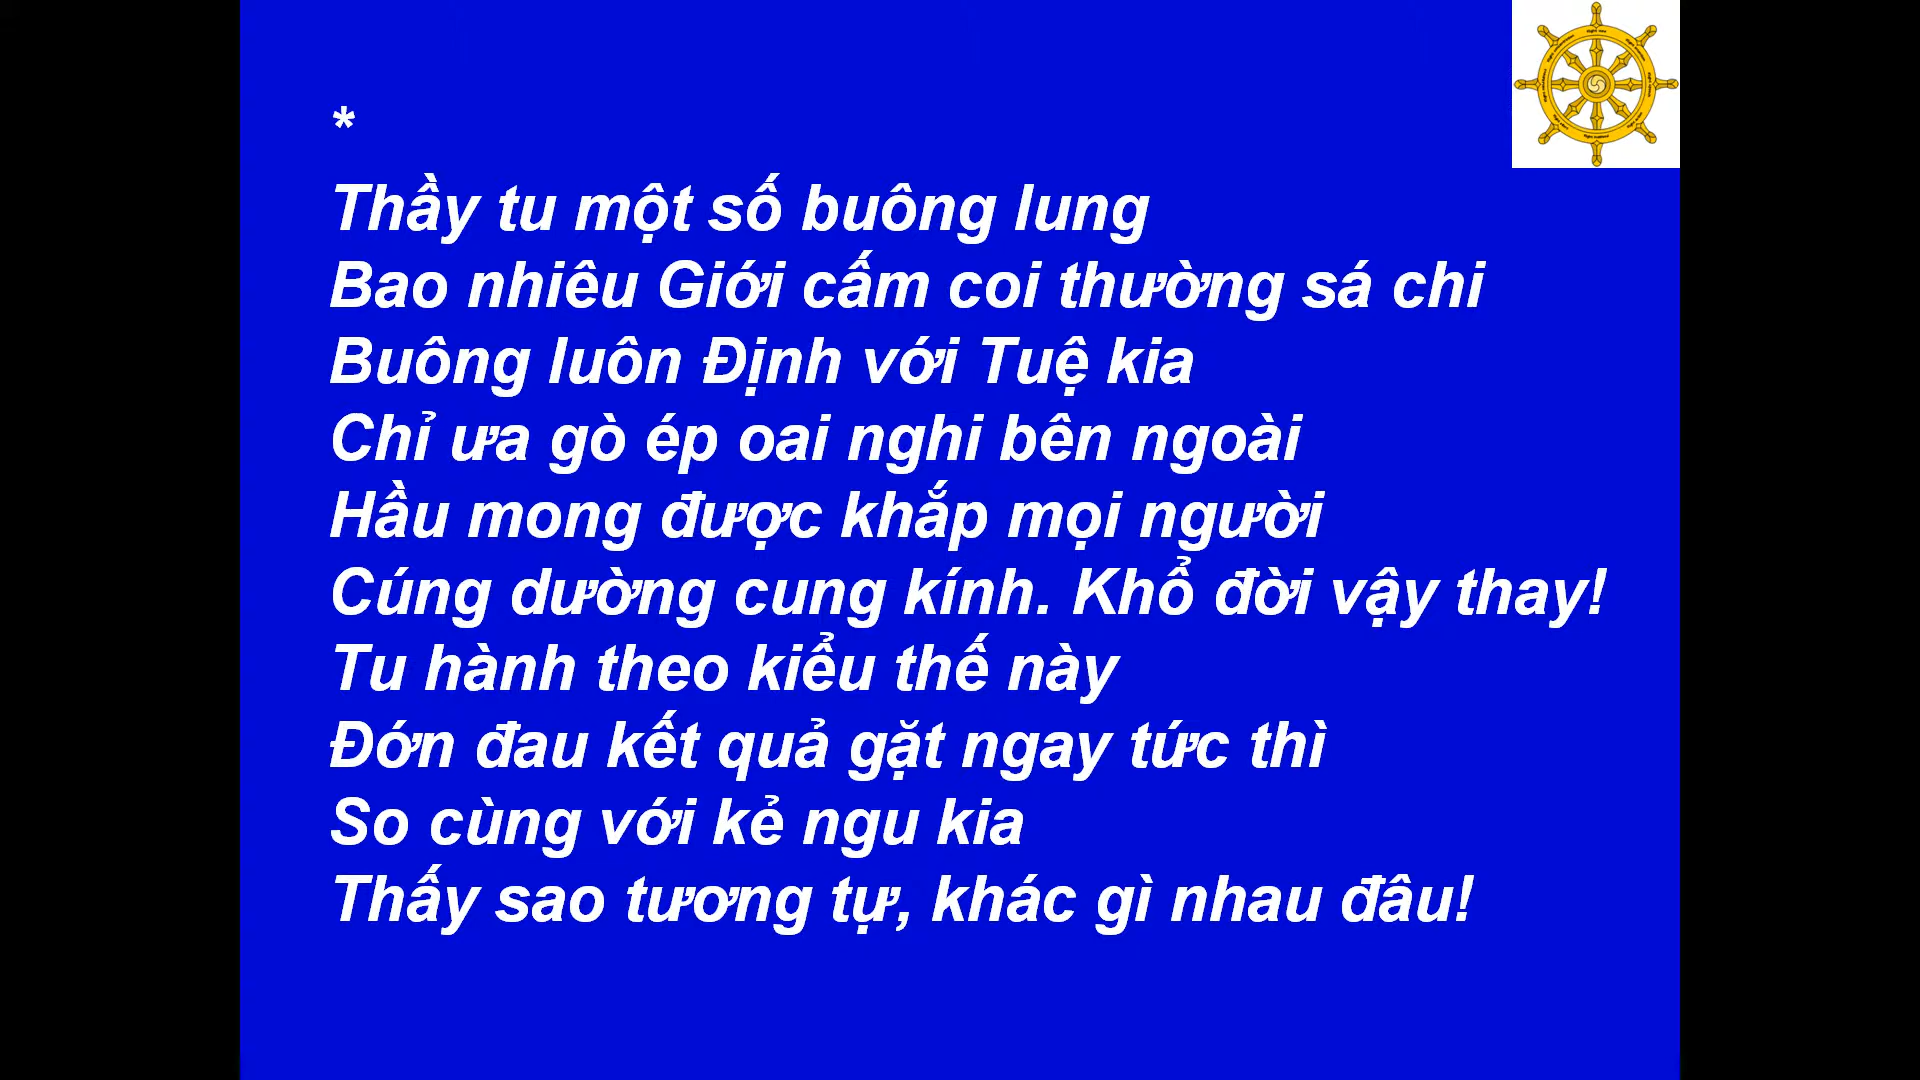 *
Thầy tu một số buông lung
Bao nhiêu Giới cấm coi thường sá chi
Buông luôn Định với Tuệ kia
Chỉ ưa gò ép oai nghi bên ngoài
Hầu mong được khắp mọi người
Cúng dường cung kính. Khổ đời vậy thay!
Tu hành theo kiểu thế này
Đớn đau kết quả gặt ngay tức thì
So cùng với kẻ ngu kia
Thấy sao tương tự, khác gì nhau đâu!